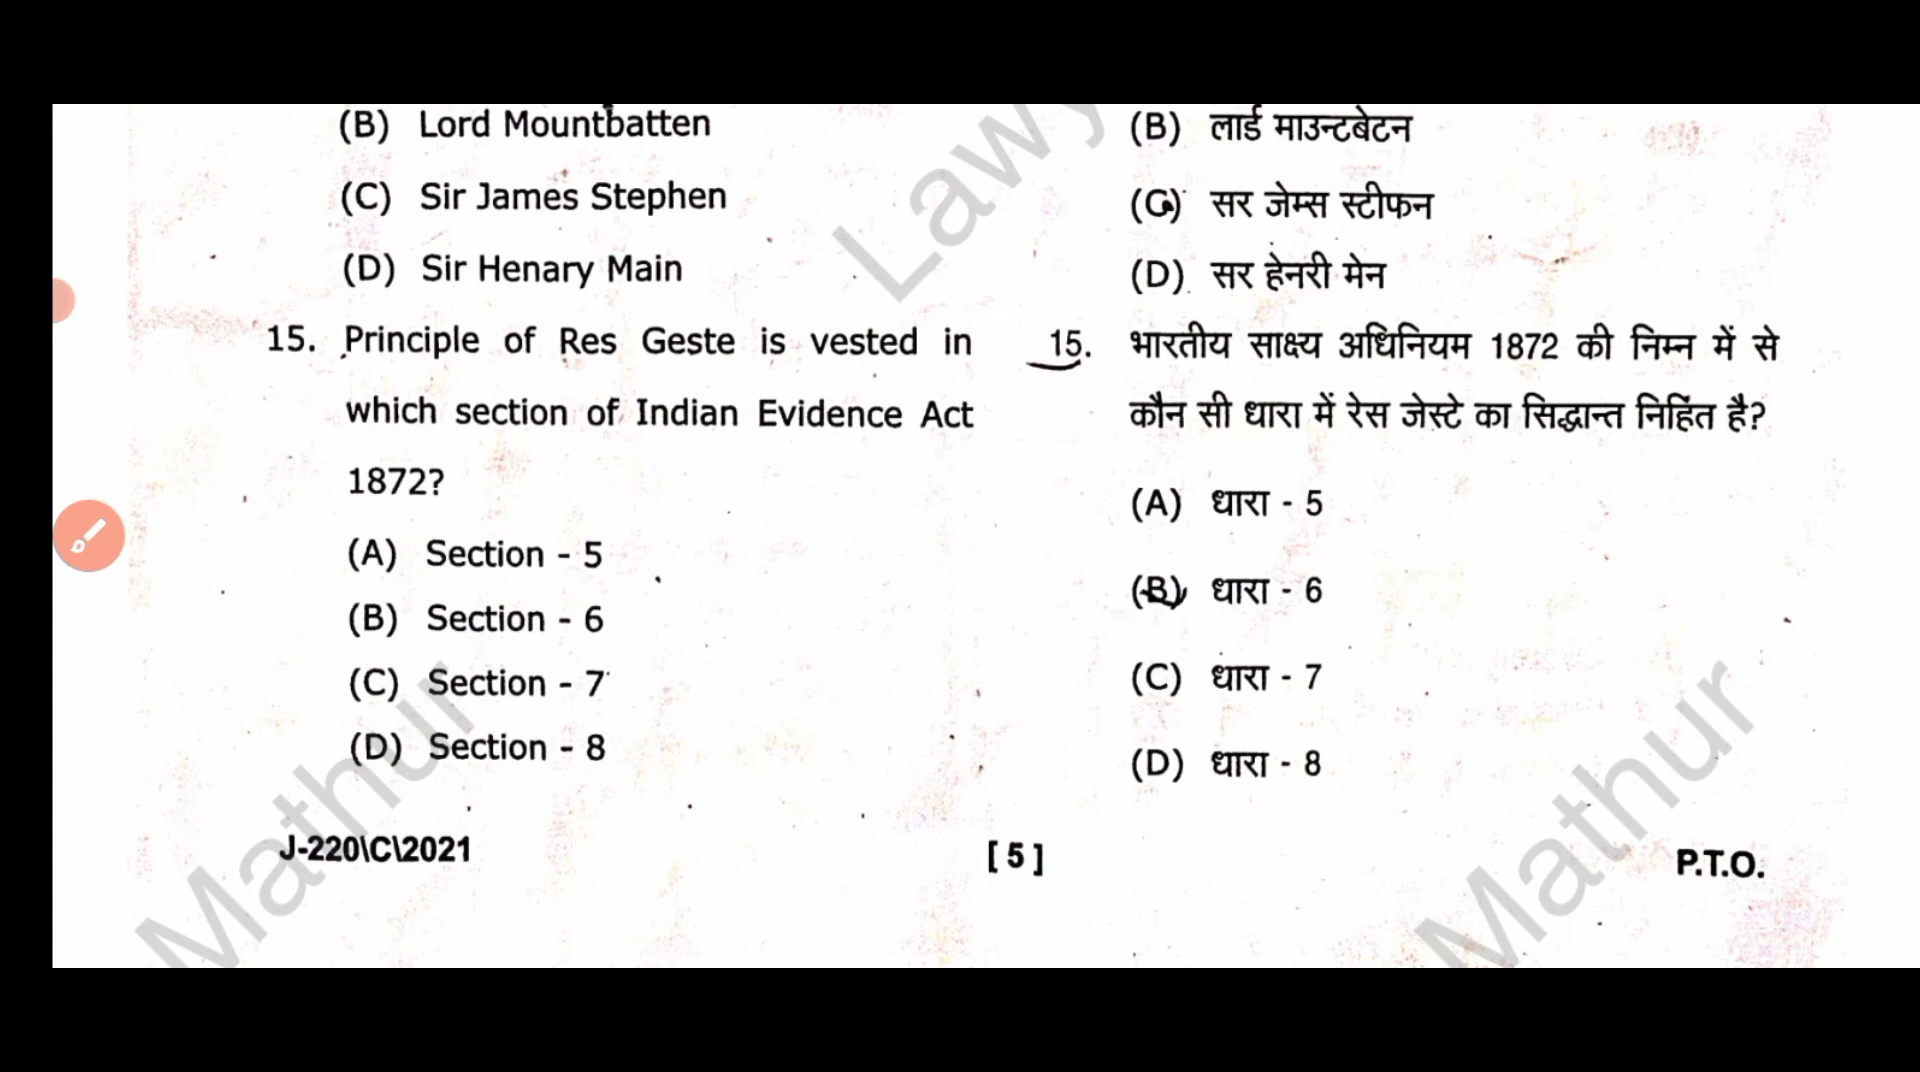 (B) Lord Mountbatten
(C) Sir James Stephen
(D) Sir Henary Main
15. Principle of Res Geste is vested in
which section of Indian Evidence Act
1872?
(A) Section - 5
(B) Section - 6
(C) Section - 7
(D) Section - 8
(B) लार्ड माउन्टबेटन
(C) सर जेम्स स्टीफन
(D) सर हेनरी मेन
15. भारतीय साक्ष्य अधिनियम 1872 की निम्न में से
कौन सी धारा में रेस जेस्टे का सिद्धान्त निहित है?
(A) धारा - 5
(B) धारा - 6
(C) धारा - 7
(D) धारा - 8
J-220\C\2021
[ 5 ]
P.T.O.
Lawy
Mathur
Mathur